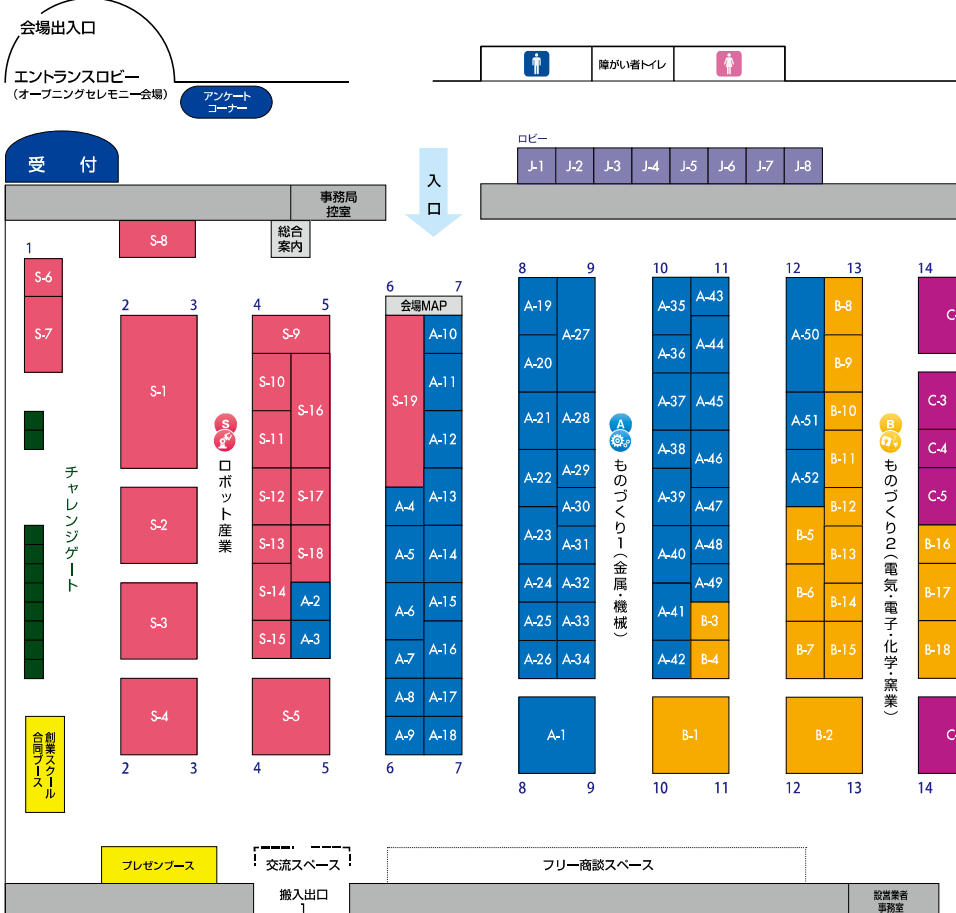 会場出入口
エントランスロビー
(オープニングセレモニー会場)
アンケート
コーナー
障がい者トイレ
受 付
事務局
控室
総合
案内
入口
ロビー
J-1 J-2 J-3 J-4 J-5 J-6 J-7 J-8
1
S-6
S-7
チャレンジゲート
創業スクール
合同ブース
S-8
2 3
S-1
S-2
S-3
S-4
2 3
S
ロボット産業
4 5
S-9
S-10
S-16
S-11
S-12
S-17
S-13
S-18
S-14
A-2
S-15
A-3
S-5
4 5
6 7
会場MAP
S-19
A-10
A-11
A-12
A-4
A-13
A-5
A-14
A-6
A-15
A-7
A-16
A-8
A-17
A-9
A-18
6 7
8 9
A-19
A-27
A-20
A-21
A-28
A-22
A-29
A-30
A-23
A-31
A-24
A-32
A-25
A-33
A-26
A-34
A-1
8 9
A
ものづくり1(金属・機械)
10 11
A-35
A-43
A-36
A-44
A-37
A-45
A-38
A-46
A-39
A-47
A-40
A-48
A-49
A-41
B-3
A-42
B-4
B-1
10 11
12 13
A-50
B-8
B-9
A-51
B-10
B-11
A-52
B-12
B-5
B-13
B-6
B-14
B-7
B-15
B-2
12 13
B
ものづくり2(電気・電子・化学・窯業)
14
C-3
C-4
C-5
B-16
B-17
B-18
14
プレゼンブース
交流スペース
フリー商談スペース
搬入出口
1
設営業者
事務室